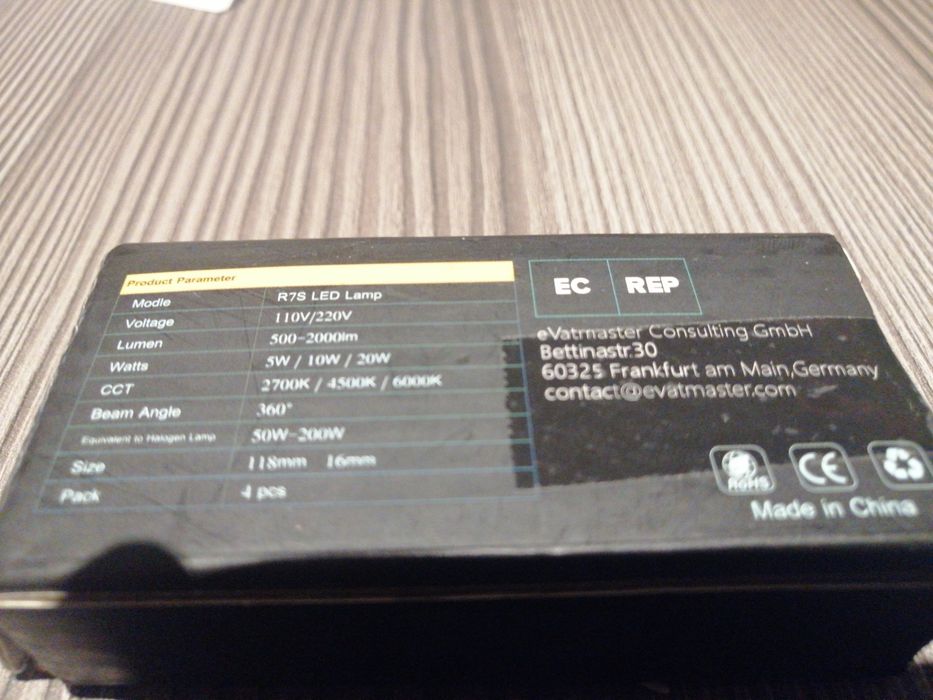 Product Parameter
Modle R7S LED Lamp
Voltage 110V/220V
Lumen 500-2000lm
Watts 5W / 10W / 20W
CCT 2700K / 4500K / 6000K
Beam Angle 360°
Equivalent to Halogen Lamp 50W-200W
Size 118mm 16mm
Pack 4 pcs
EC REP
eVatmaster Consulting GmbH
Bettinastr.30
60325 Frankfurt am Main,Germany
contact@evatmaster.com
RoHS CE
Made in China